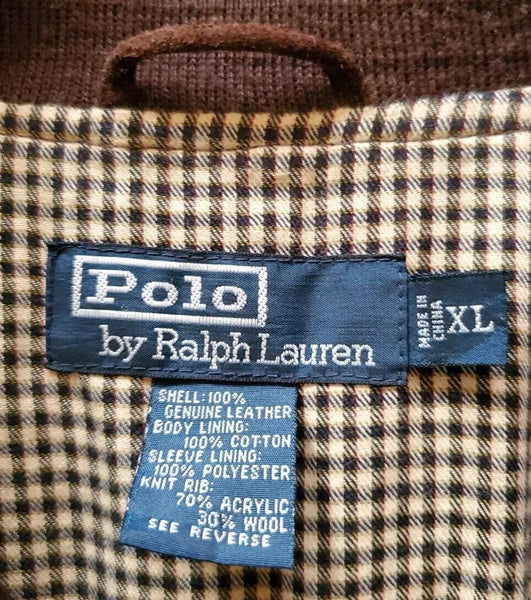 Polo
by Ralph Lauren
MADE IN
CHINA
XL
SHELL:100%
GENUINE LEATHER
BODY LINING:
100% COTTON
SLEEVE LINING:
100% POLYESTER
KNIT RIB:
70% ACRYLIC
30% WOOL
SEE REVERSE